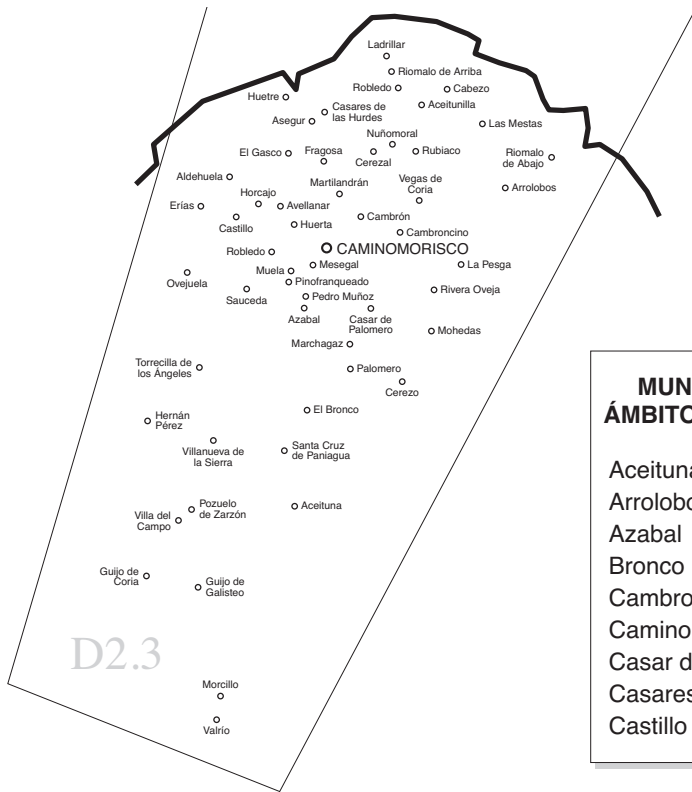 Ladrillar
Riomalo de Arriba
Robledo
Cabezo
Huetre
Casares de
las Hurdes
Aceitunilla
Asegur
Las Mestas
Nuñomoral
El Gasco
Fragosa
Cerezal
Rubiaco
Riomalo
de Abajo
Aldehuela
Martilandrán
Vegas de
Coria
Arrolobos
Horcajo
Erías
Avellanar
Castillo
Huerta
Cambrón
Cambroncino
CAMINOMORISCO
Robledo
Mesegal
La Pesga
Muela
Ovejuela
Pinofranqueado
Sauceda
Pedro Muñoz
Rivera Oveja
Azabal
Casar de
Palomero
Mohedas
Marchagaz
Torrecilla de
los Ángeles
Palomero
Cerezo
El Bronco
Hernán
Pérez
Villanueva de
la Sierra
Santa Cruz
de Paniagua
Pozuelo
de Zarzón
Aceituna
Villa del
Campo
Guijo de
Coria
Guijo de
Galisteo
D2.3
Morcillo
Valrío
MUN
ÁMBITO
Aceituna
Arrolobo
Azabal
Bronco
Cambro
Camino
Casar d
Casares
Castillo